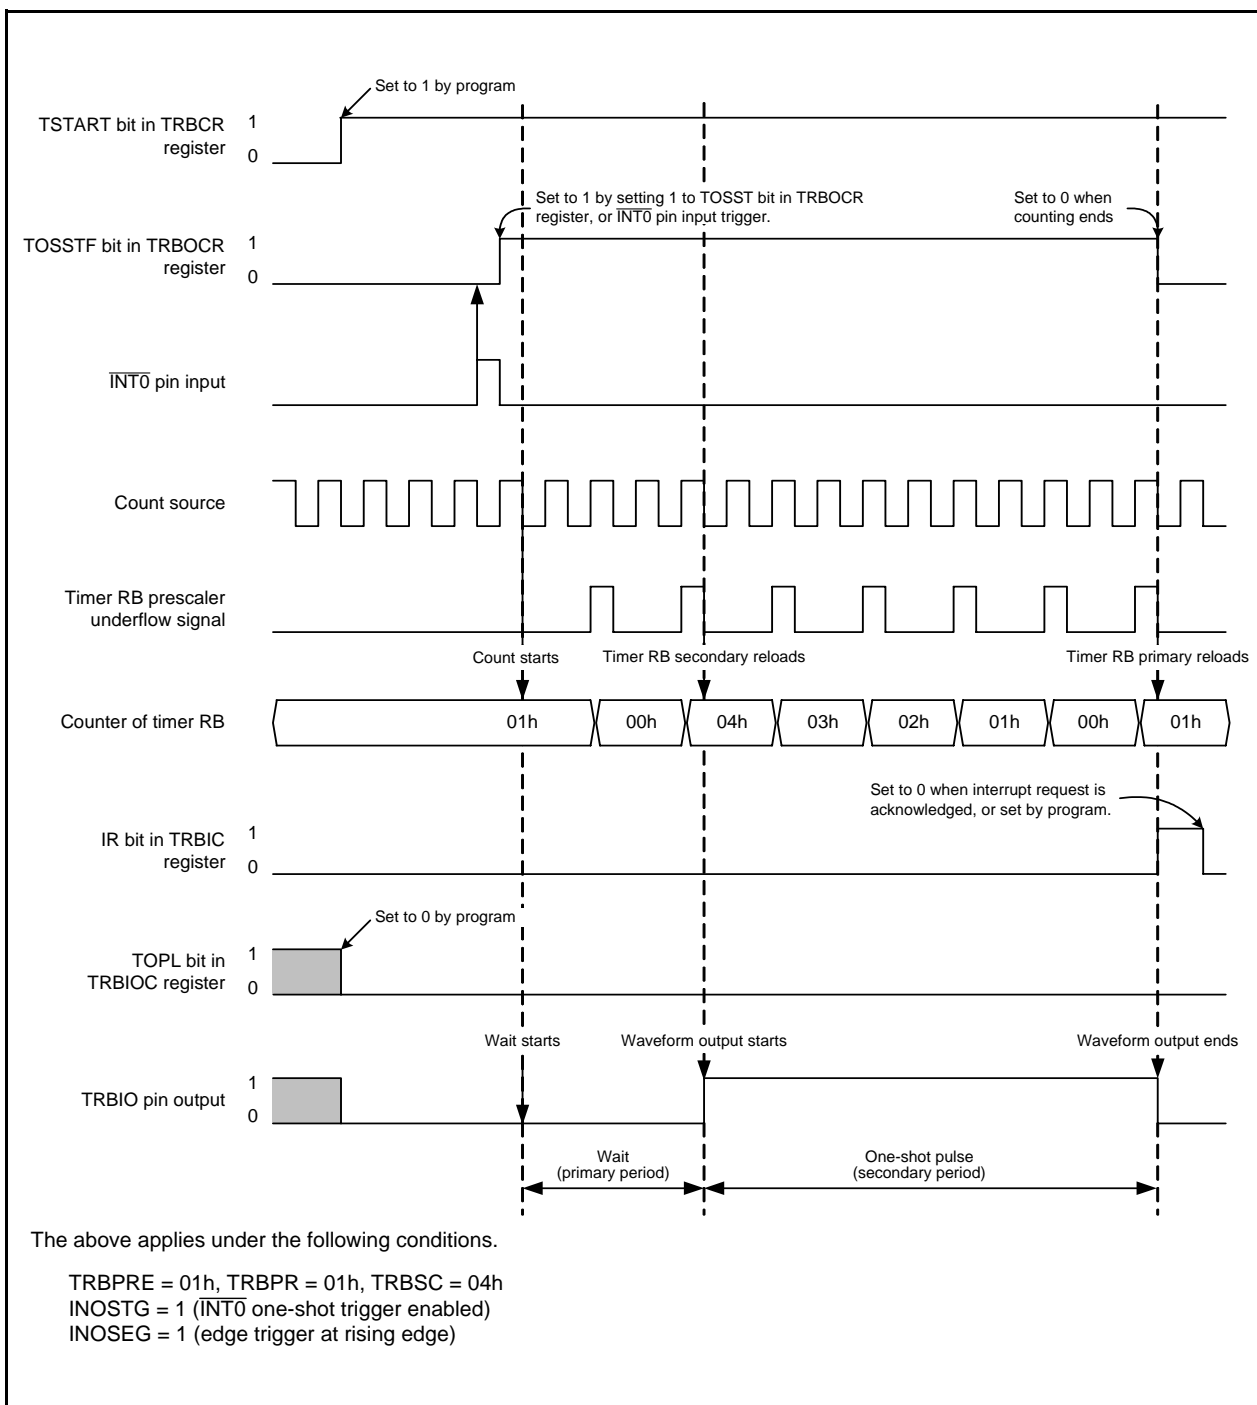 Set to 1 by program
TSTART bit in TRBCR
register
1
0
Set to 1 by setting 1 to TOSST bit in TRBOCR
register, or INT0 pin input trigger.
Set to 0 when
counting ends
TOSSTF bit in TRBOCR
register
1
0
INT0 pin input
Count source
Timer RB prescaler
underflow signal
Count starts
Timer RB secondary reloads
Timer RB primary reloads
Counter of timer RB
01h
00h
04h
03h
02h
01h
00h
01h
Set to 0 when interrupt request is
acknowledged, or set by program.
IR bit in TRBIC
register
1
0
Set to 0 by program
TOPL bit in
TRBIOC register
1
0
Wait starts
Waveform output starts
Waveform output ends
TRBIO pin output
1
0
Wait
(primary period)
One-shot pulse
(secondary period)
The above applies under the following conditions.
TRBPRE = 01h, TRBPR = 01h, TRBSC = 04h
INOSTG = 1 (INT0 one-shot trigger enabled)
INOSEG = 1 (edge trigger at rising edge)